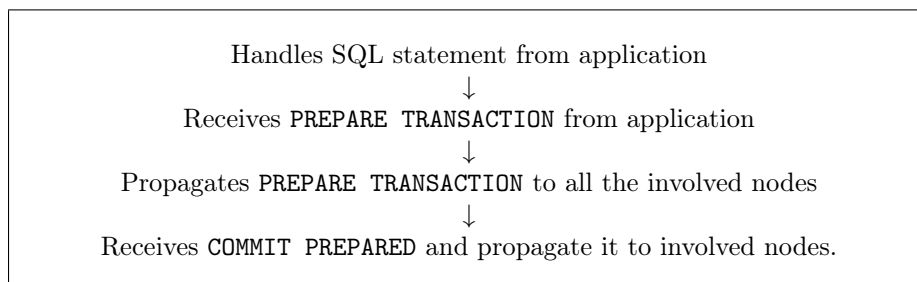 Handles SQL statement from application
↓
Receives PREPARE TRANSACTION from application
↓
Propagates PREPARE TRANSACTION to all the involved nodes
↓
Receives COMMIT PREPARED and propagate it to involved nodes.